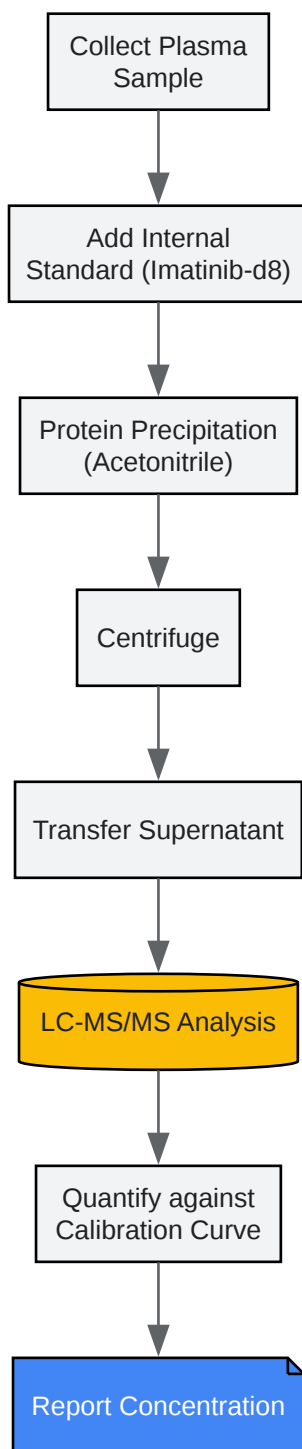 Collect Plasma
Sample
Add Internal
Standard (Imatinib-d8)
Protein Precipitation
(Acetonitrile)
Centrifuge
Transfer Supernatant
LC-MS/MS Analysis
Quantify against
Calibration Curve
Report Concentration